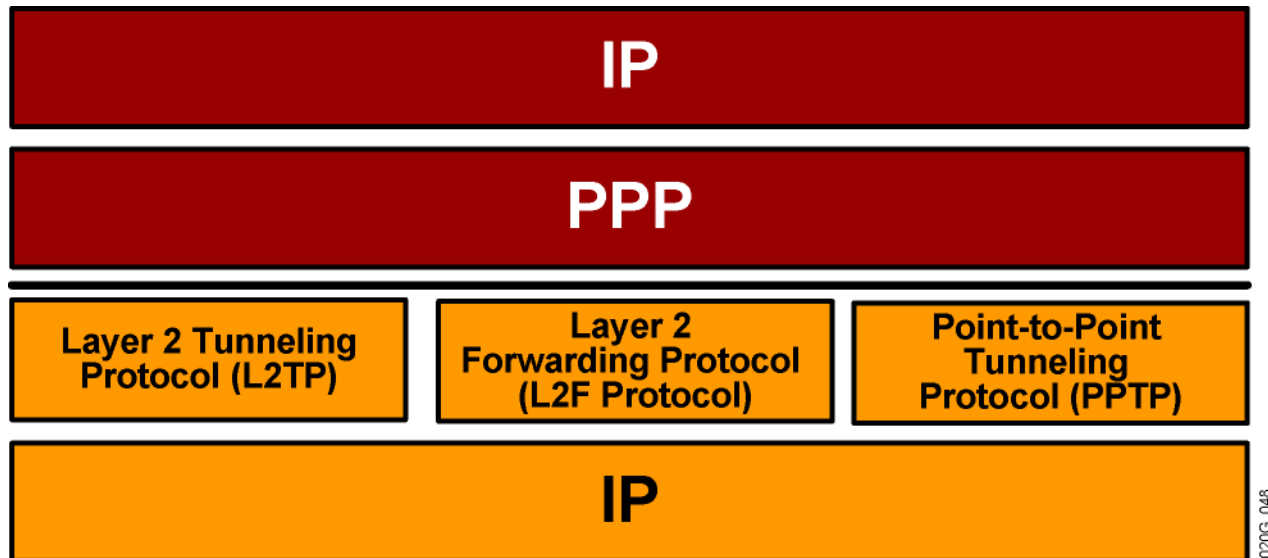 IP
PPP
Layer 2 Tunneling
Protocol (L2TP)
Layer 2
Forwarding Protocol
(L2F Protocol)
Point-to-Point
Tunneling
Protocol (PPTP)
IP
020G_048